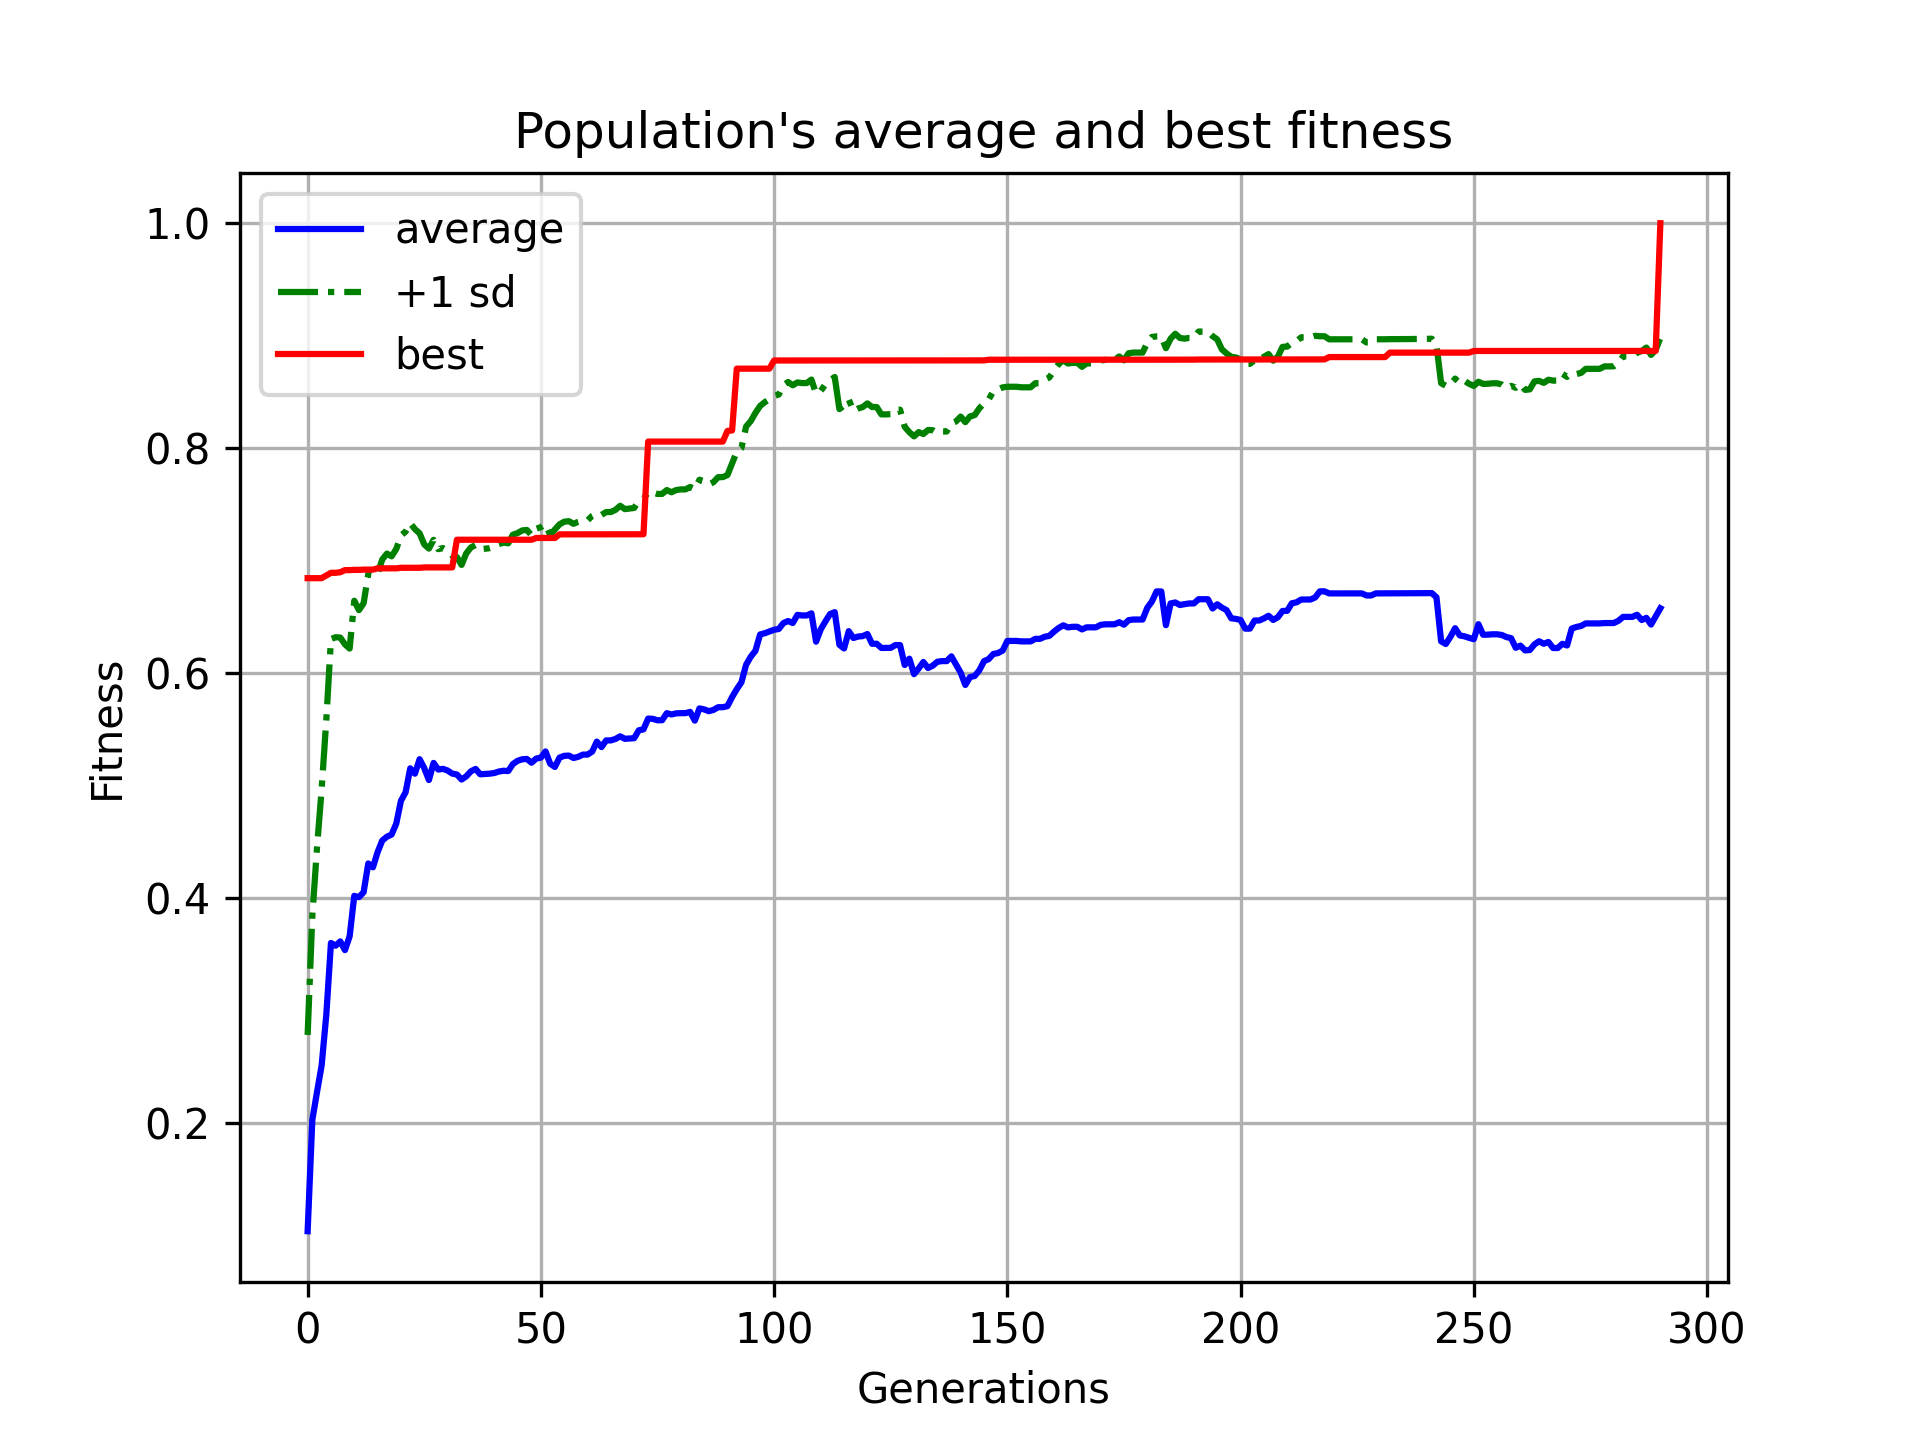 Population's average and best fitness
average
+1 sd
best
1.0
0.8
0.6
0.4
0.2
Fitness
0 50 100 150 200 250 300
Generations